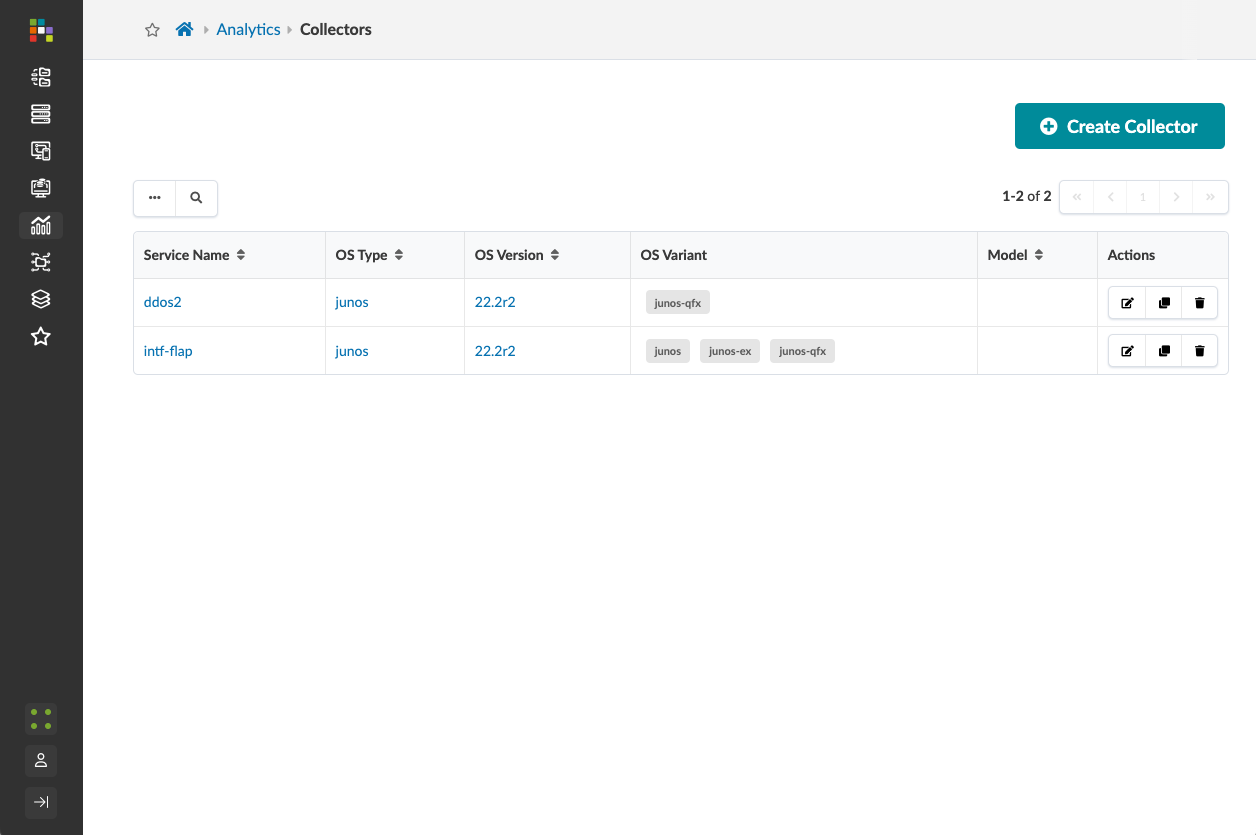 Analytics Collectors
Create Collector
1-2 of 2 « < 1 > »
Service Name OS Type OS Version OS Variant Model Actions
ddos2 junos 22.2r2 junos-qfx
intf-flap junos 22.2r2 junos junos-ex junos-qfx